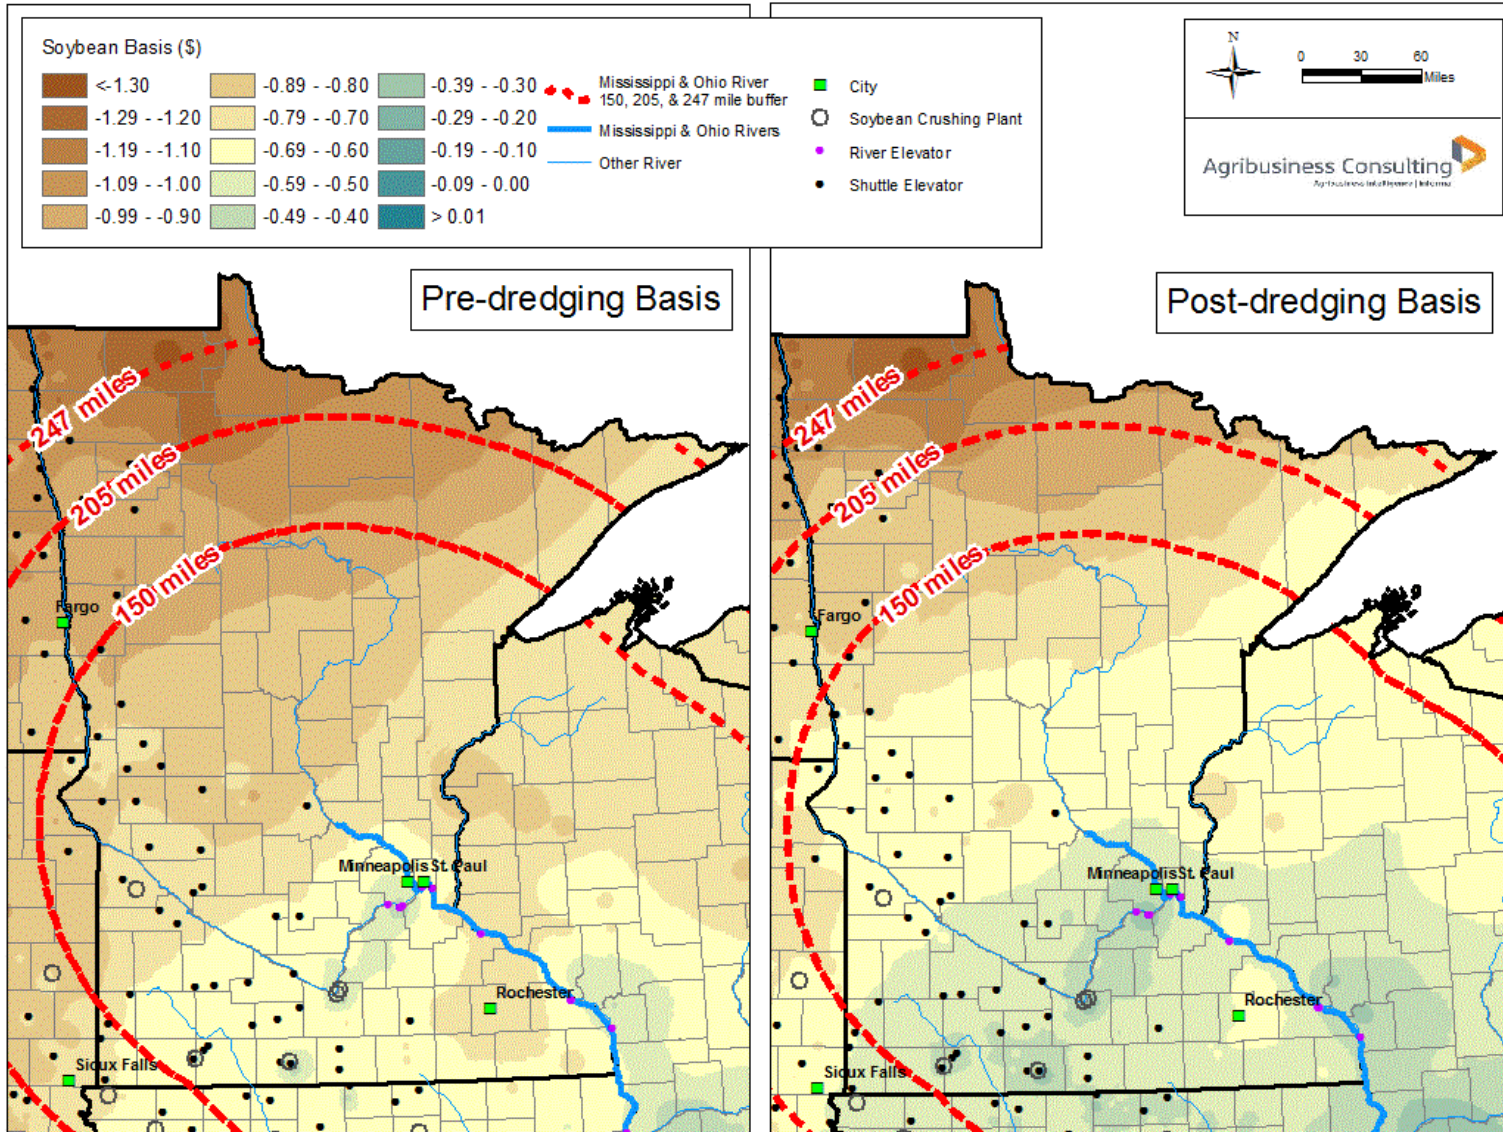 Soybean Basis ($)
<-1.30
-1.29 - -1.20
-1.19 - -1.10
-1.09 - -1.00
-0.99 - -0.90
-0.89 - -0.80
-0.79 - -0.70
-0.69 - -0.60
-0.59 - -0.50
-0.49 - -0.40
-0.39 - -0.30
-0.29 - -0.20
-0.19 - -0.10
-0.09 - 0.00
> 0.01
Mississippi & Ohio River
150, 205, & 247 mile buffer
Mississippi & Ohio Rivers
Other River
City
Soybean Crushing Plant
River Elevator
Shuttle Elevator
N
0 30 60
Miles
Agribusiness Consulting
Agribusiness Intelligence | Informa
Pre-dredging Basis
247 miles
205 miles
150 miles
Fargo
Minneapolis St. Paul
Rochester
Sioux Falls
Post-dredging Basis
247 miles
205 miles
150 miles
Fargo
Minneapolis St. Paul
Rochester
Sioux Falls